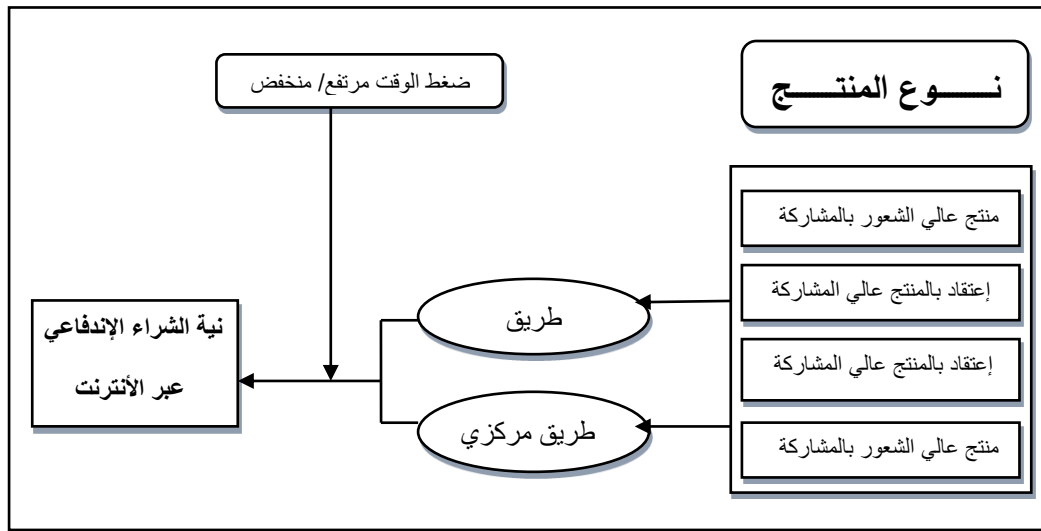 نـــــوع المنتـــــج
ضغط الوقت مرتفع/ منخفض
منتج عالي الشعور بالمشاركة
إعتقاد بالمنتج عالي المشاركة
إعتقاد بالمنتج عالي المشاركة
منتج عالي الشعور بالمشاركة
طريق
طريق مركزي
نية الشراء الإندفاعي
عبر الأنترنت